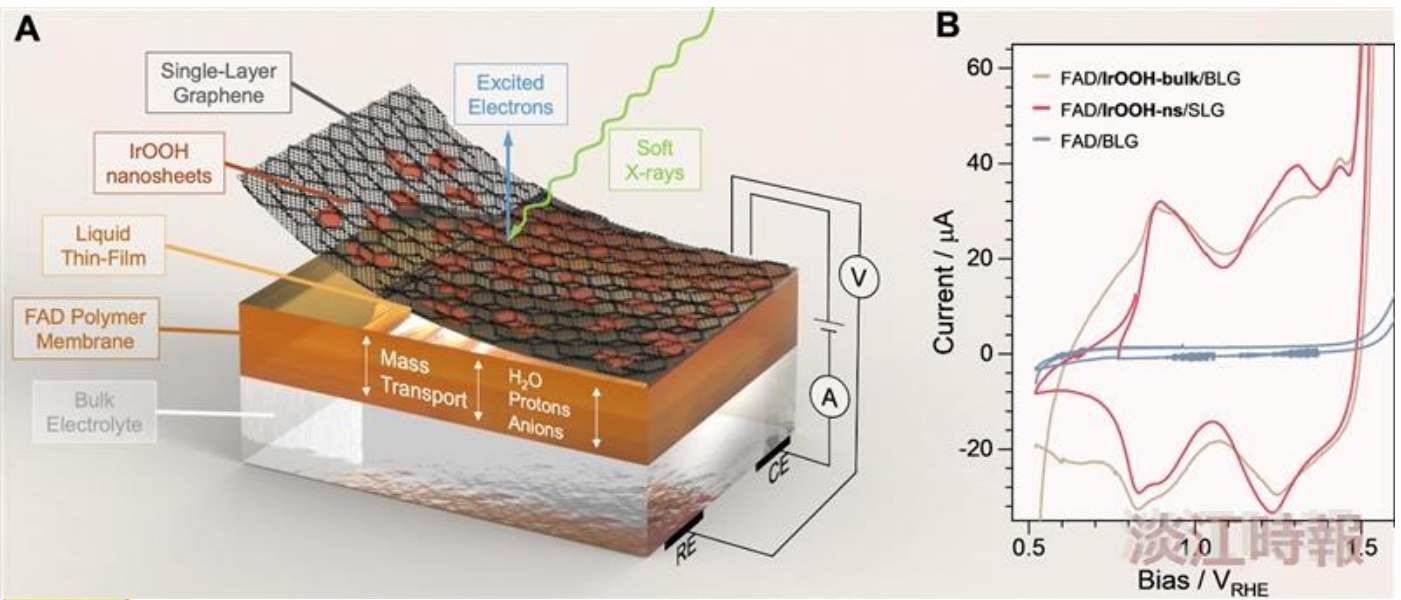 A
Single-Layer
Graphene
Excited
Electrons
IrOOH
nanosheets
Soft
X-rays
Liquid
Thin-Film
FAD Polymer
Membrane
Bulk
Electrolyte
Mass
Transport
H₂O
Protons
Anions
V
A
CE
RE
B
FAD/IrOOH-bulk/BLG
FAD/IrOOH-ns/SLG
FAD/BLG
Current / μA
60
40
20
0
-20
0.5
1.0
1.5
Bias / V_RHE
淡江時報